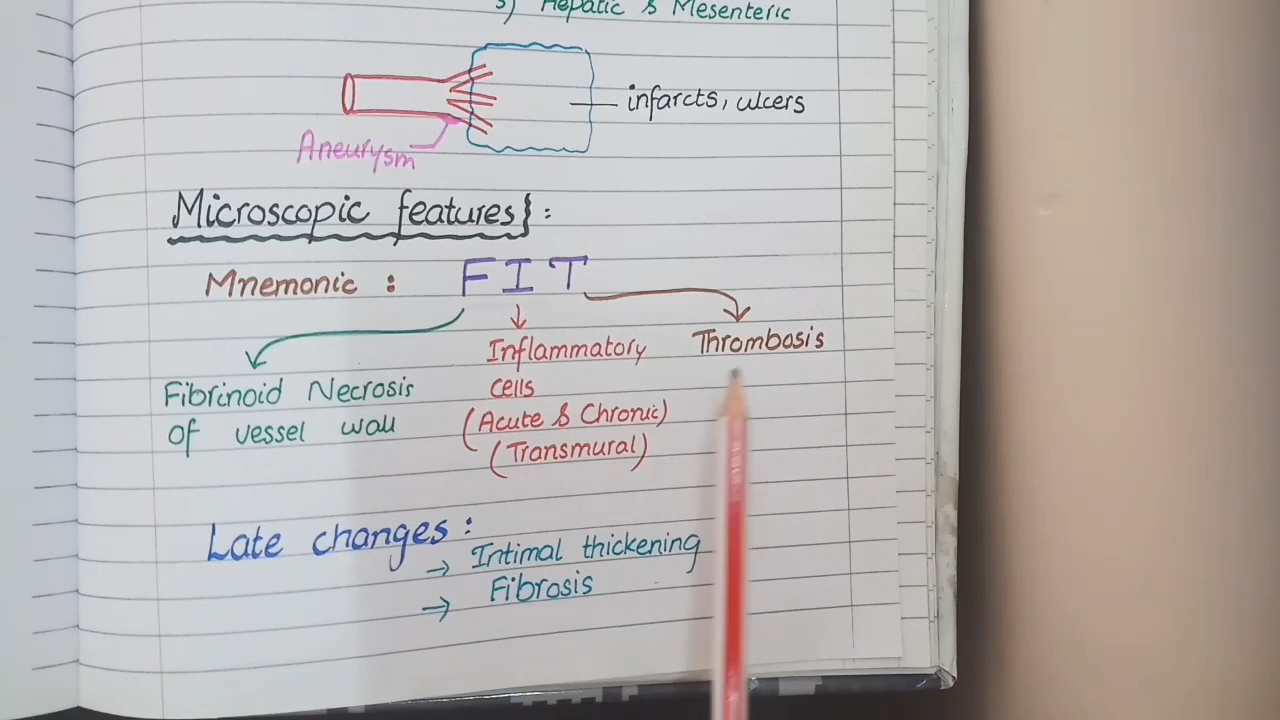 3) Hepatic & Mesenteric
infarcts, ulcers
Aneurysm
Microscopic features} :
Mnemonic : FIT
Fibrinoid Necrosis
of vessel wall
Inflammatory
cells
(Acute & Chronic)
(Transmural)
Thrombosis
Late changes :
→ Intimal thickening
→ Fibrosis